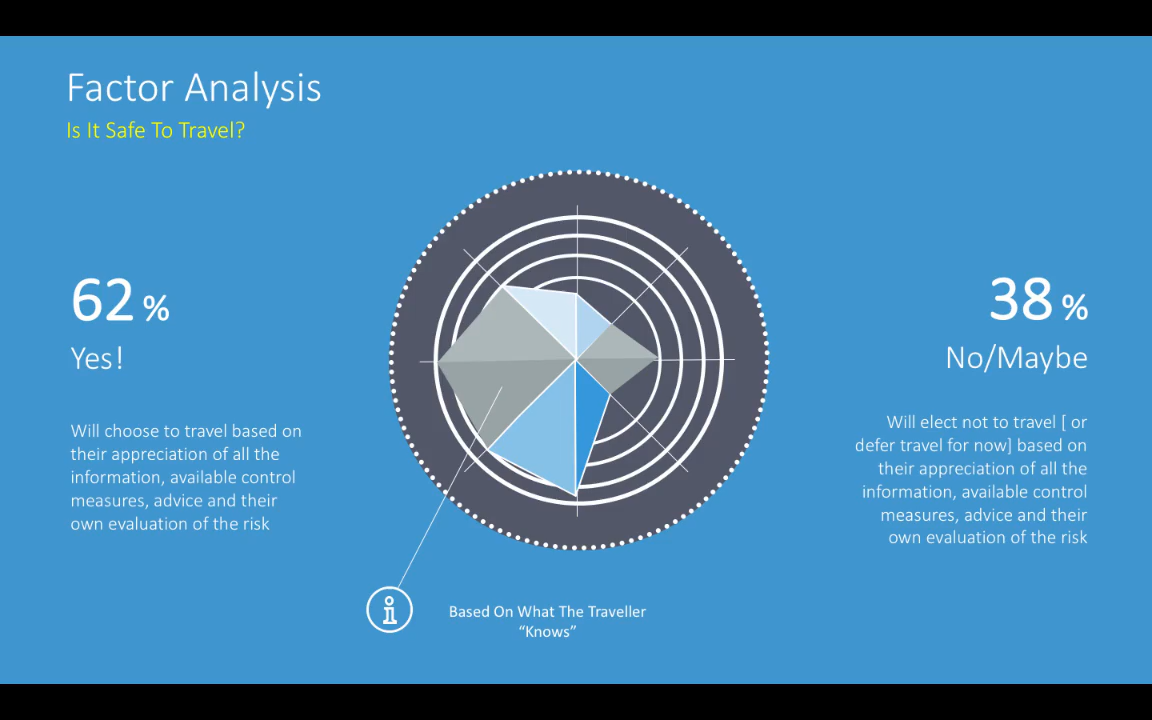 Factor Analysis
Is It Safe To Travel?
62 %
Yes!
Will choose to travel based on
their appreciation of all the
information, available control
measures, advice and their
own evaluation of the risk
38 %
No/Maybe
Will elect not to travel [ or
defer travel for now] based on
their appreciation of all the
information, available control
measures, advice and their
own evaluation of the risk
Based On What The Traveller
“Knows”